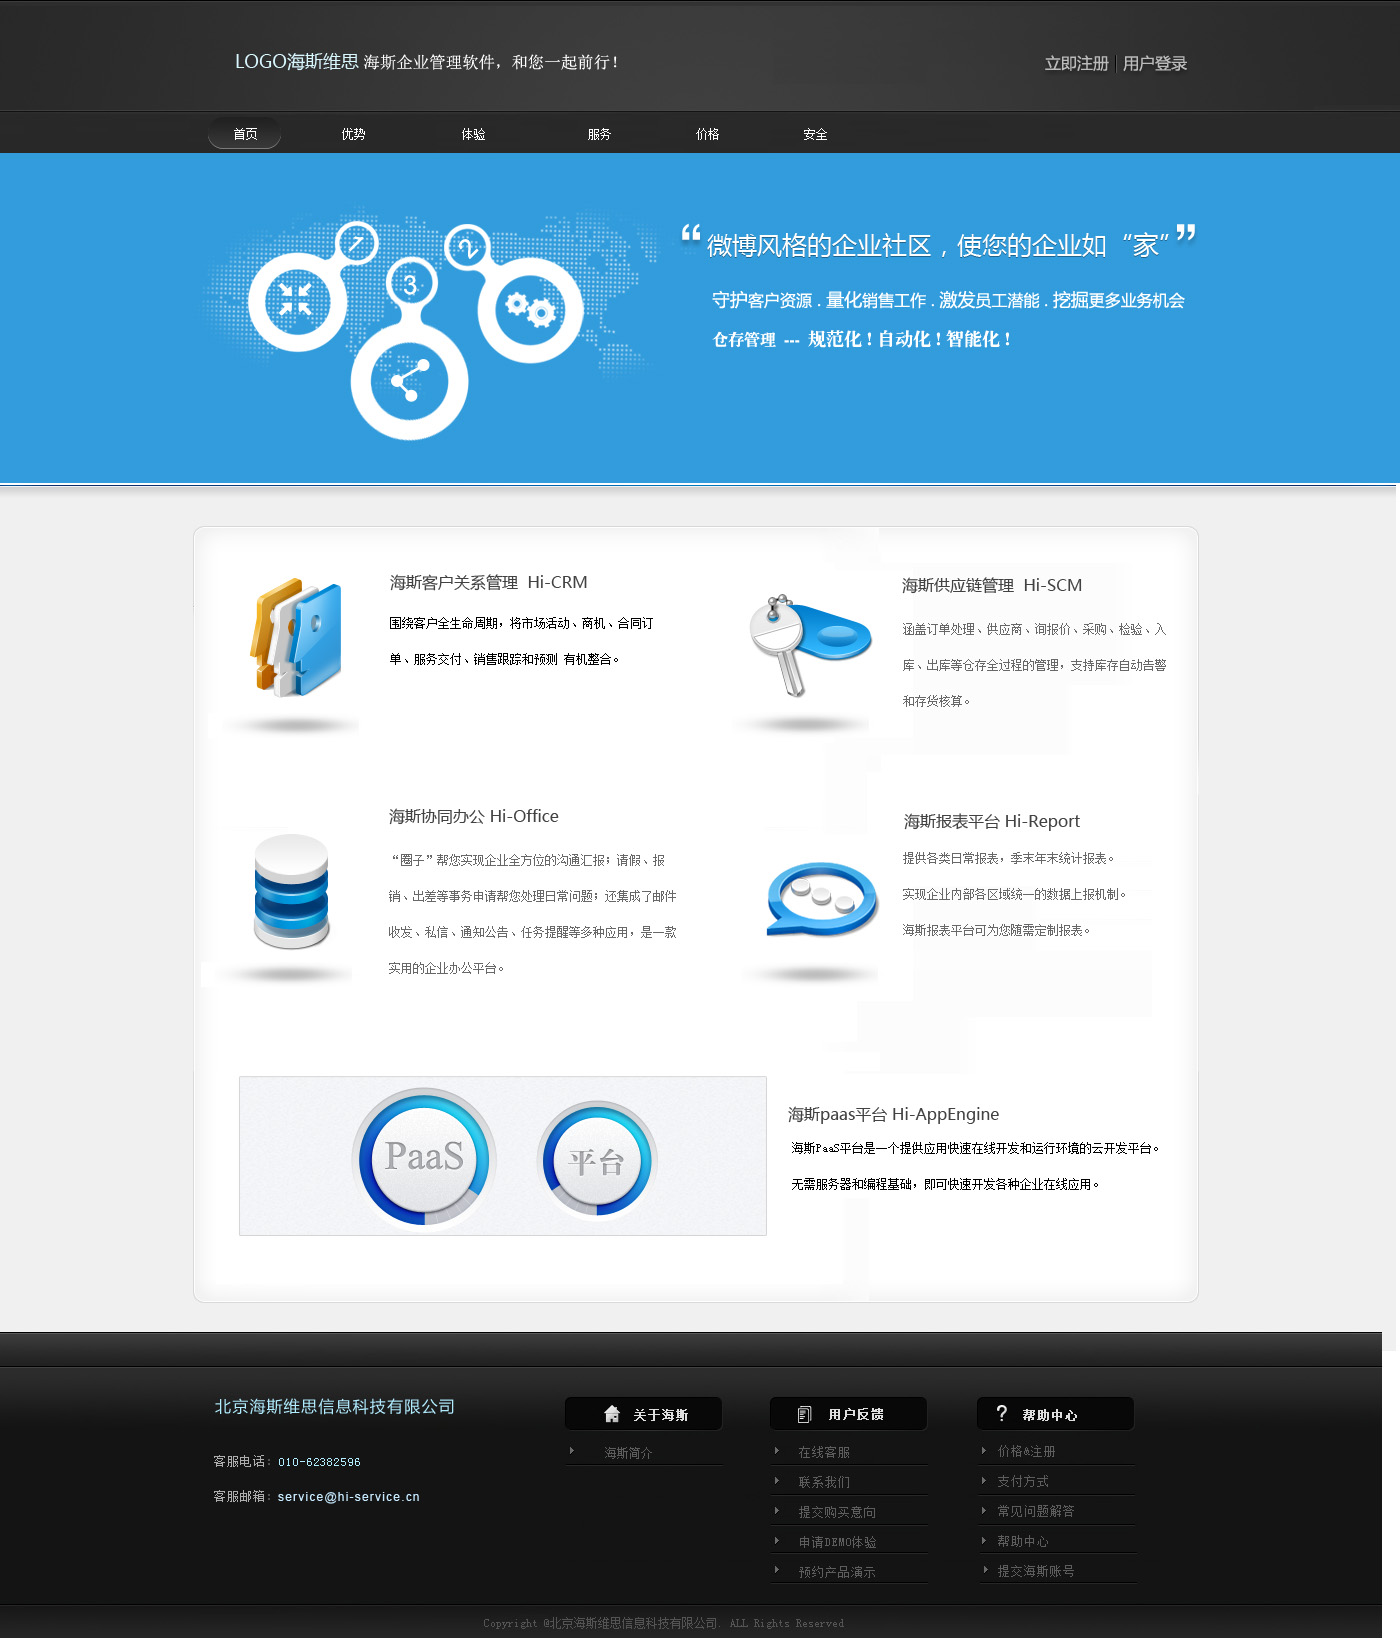 LOGO海斯维思 海斯企业管理软件，和您一起前行！
立即注册 | 用户登录
首页 优势 体验 服务 价格 安全
1 2 3
“微博风格的企业社区，使您的企业如“家””
守护客户资源 . 量化销售工作 . 激发员工潜能 . 挖掘更多业务机会
仓存管理 --- 规范化！自动化！智能化！
海斯客户关系管理 Hi-CRM
围绕客户全生命周期，将市场活动、商机、合同订
单、服务交付、销售跟踪和预测 有机整合。
海斯供应链管理 Hi-SCM
涵盖订单处理、供应商、询报价、采购、检验、入
库、出库等仓存全过程的管理，支持库存自动告警
和存货核算。
海斯协同办公 Hi-Office
“圈子”帮您实现企业全方位的沟通汇报；请假、报
销、出差等事务申请帮您处理日常问题；还集成了邮件
收发、私信、通知公告、任务提醒等多种应用，是一款
实用的企业办公平台。
海斯报表平台 Hi-Report
提供各类日常报表，季末年末统计报表。
实现企业内部各区域统一的数据上报机制。
海斯报表平台可为您随需定制报表。
PaaS 平台
海斯paas平台 Hi-AppEngine
海斯PaaS平台是一个提供应用快速在线开发和运行环境的云开发平台。
无需服务器和编程基础，即可快速开发各种企业在线应用。
北京海斯维思信息科技有限公司
客服电话：010-62382596
客服邮箱：service@hi-service.cn
关于海斯
海斯简介
用户反馈
在线客服
联系我们
提交购买意向
申请DEMO体验
预约产品演示
帮助中心
价格&注册
支付方式
常见问题解答
帮助中心
提交海斯账号
Copyright @北京海斯维思信息科技有限公司. ALL Rights Reserved